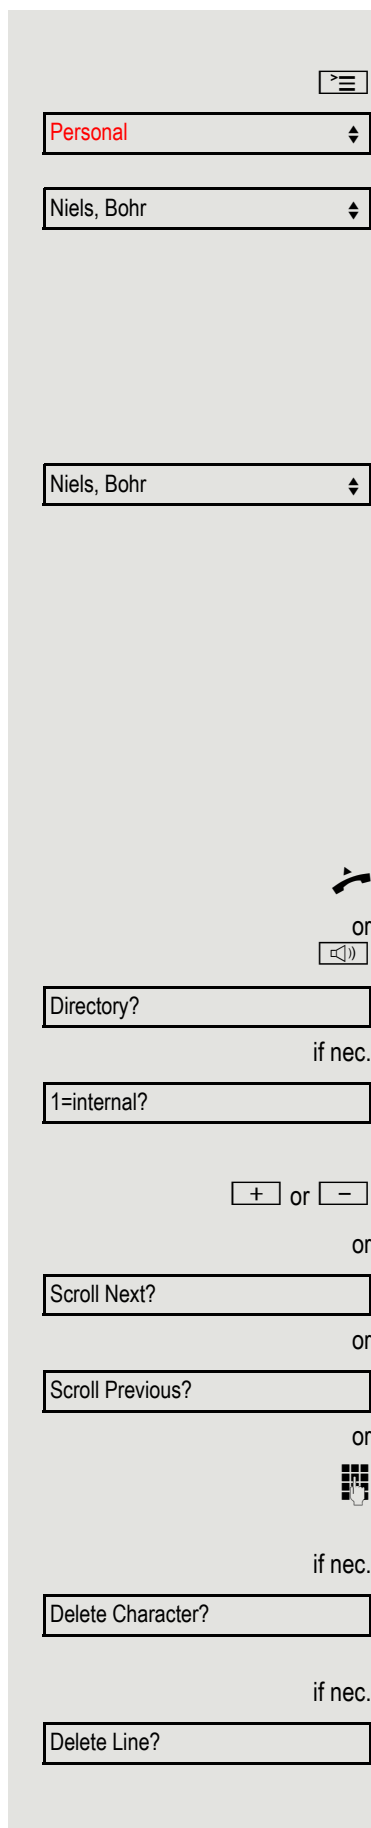 Personal
Niels, Bohr
Niels, Bohr
or
Directory?
if nec.
1=internal?
+ or −
or
Scroll Next?
or
Scroll Previous?
or
if nec.
Delete Character?
if nec.
Delete Line?